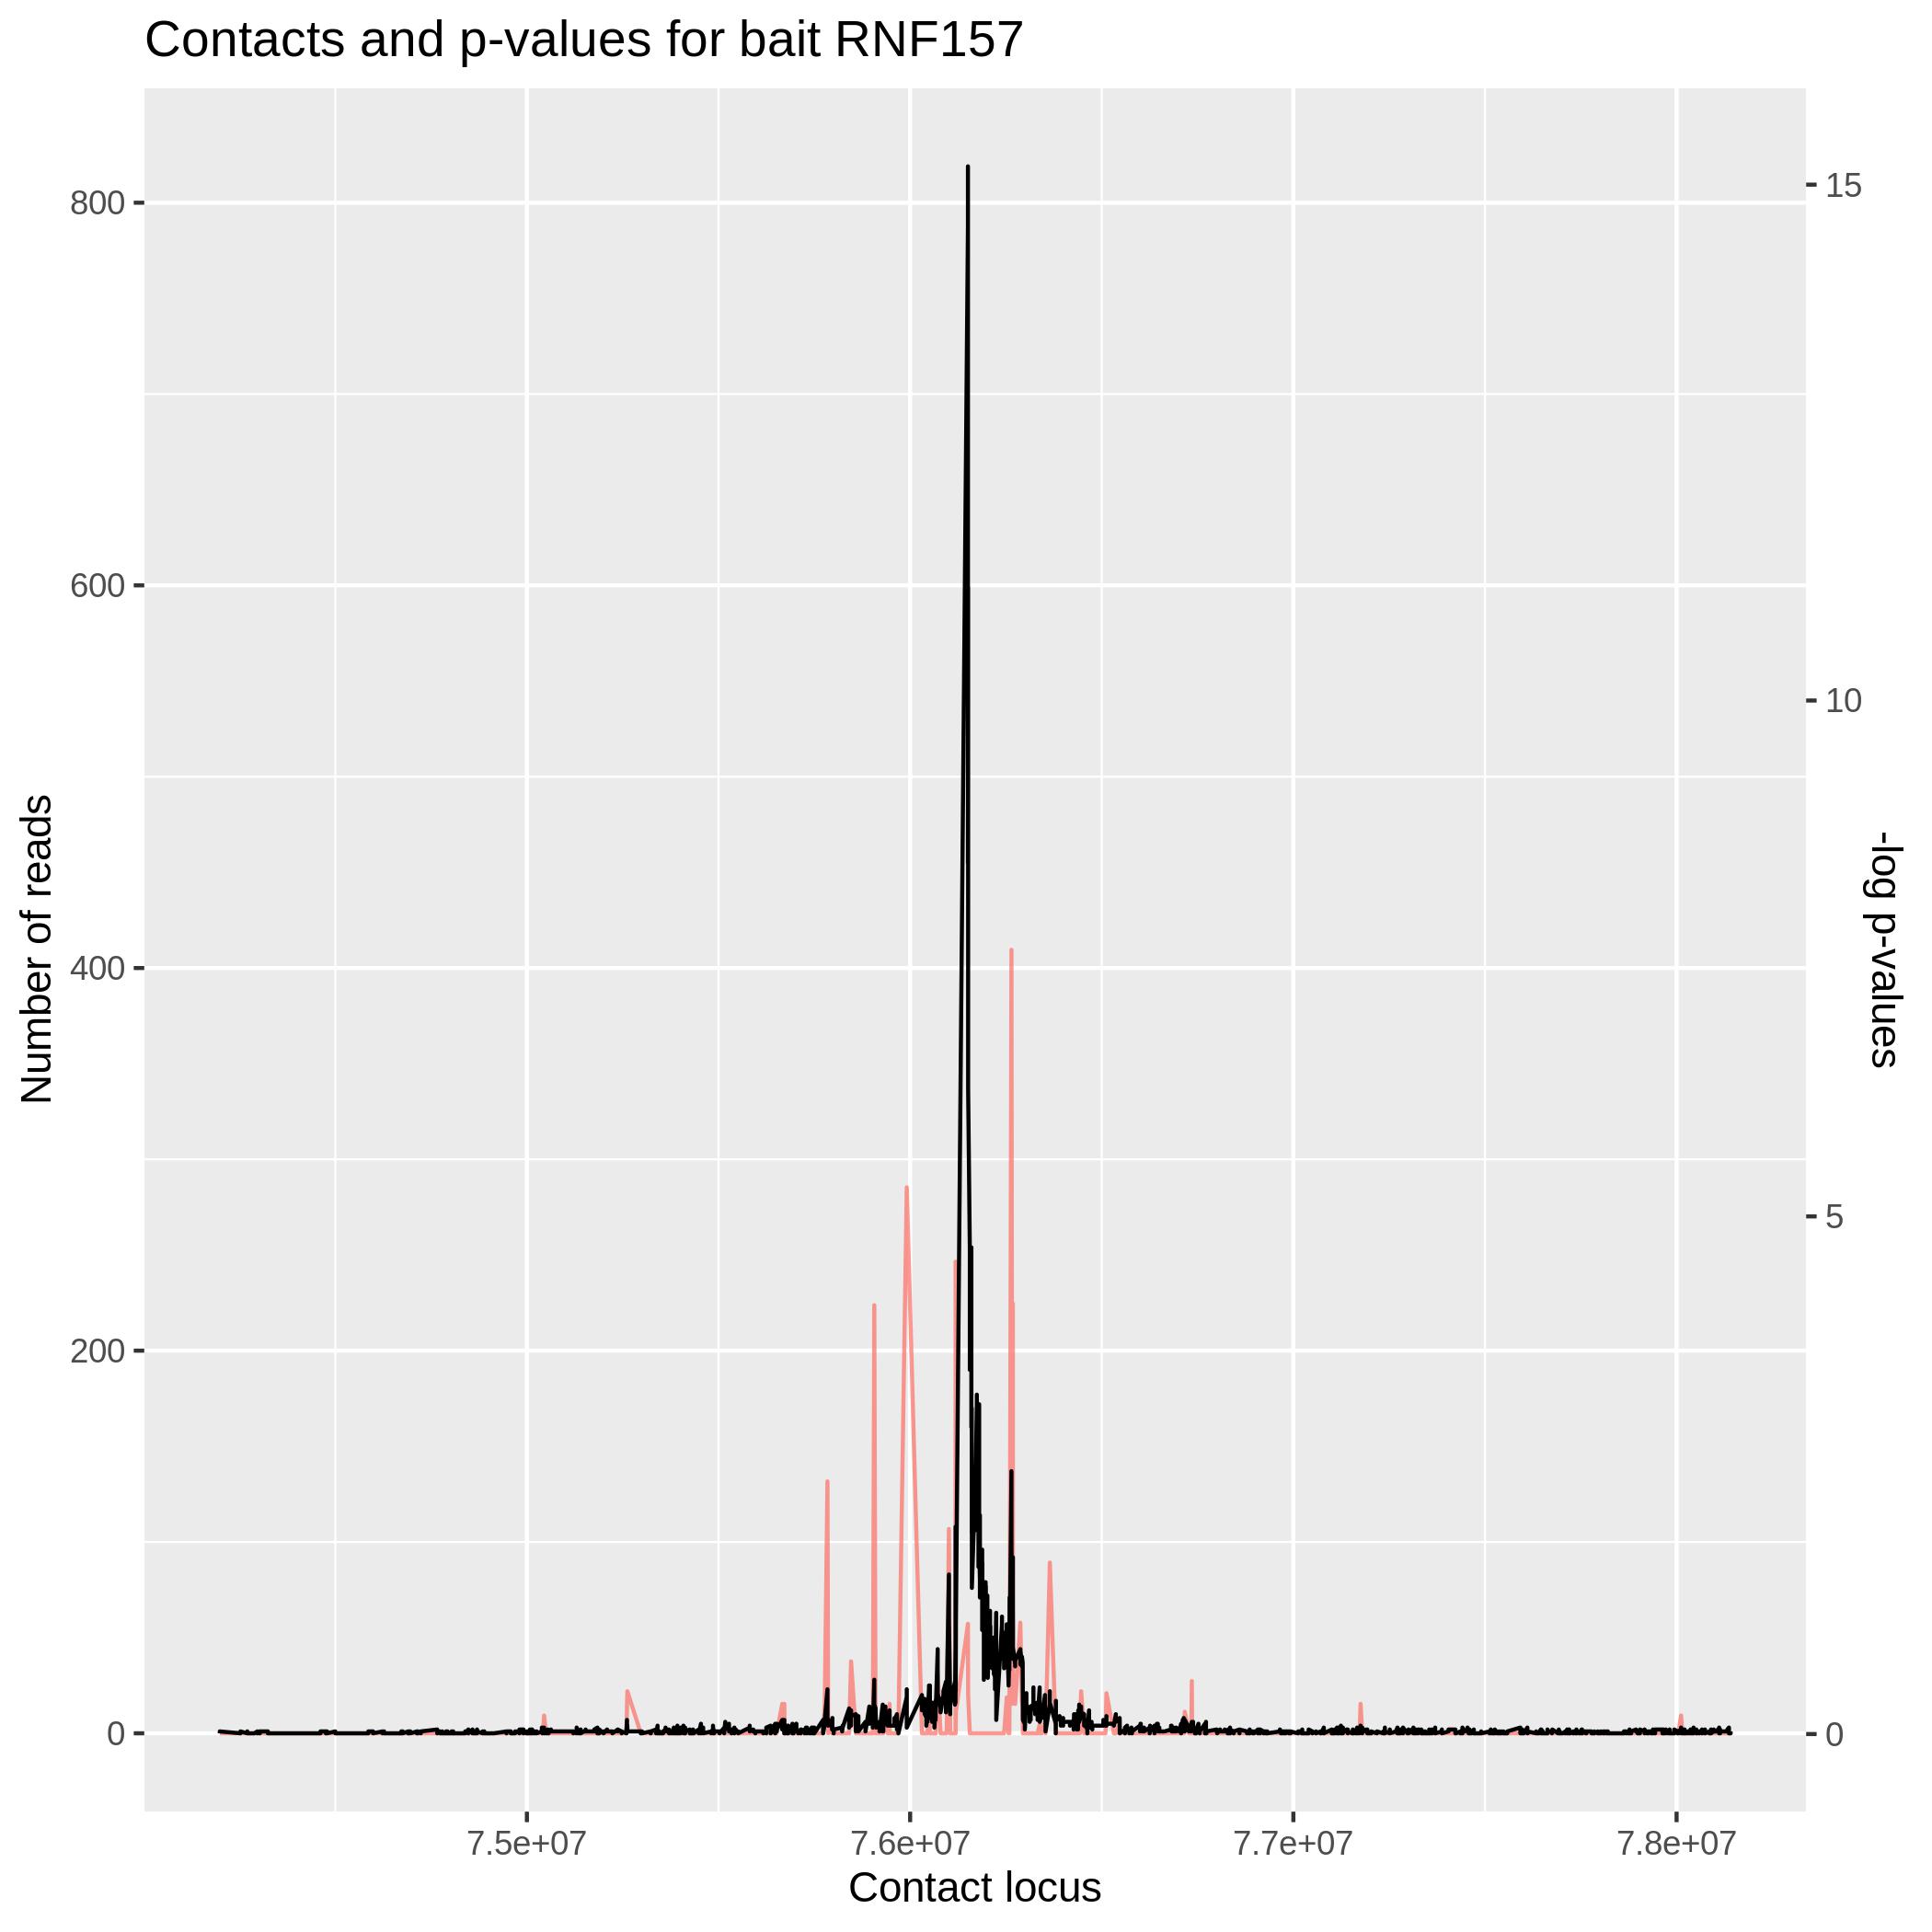 Contacts and p-values for bait RNF157
800
600
400
200
0
15
10
5
0
Number of reads
-log p-values
7.5e+07 7.6e+07 7.7e+07 7.8e+07
Contact locus